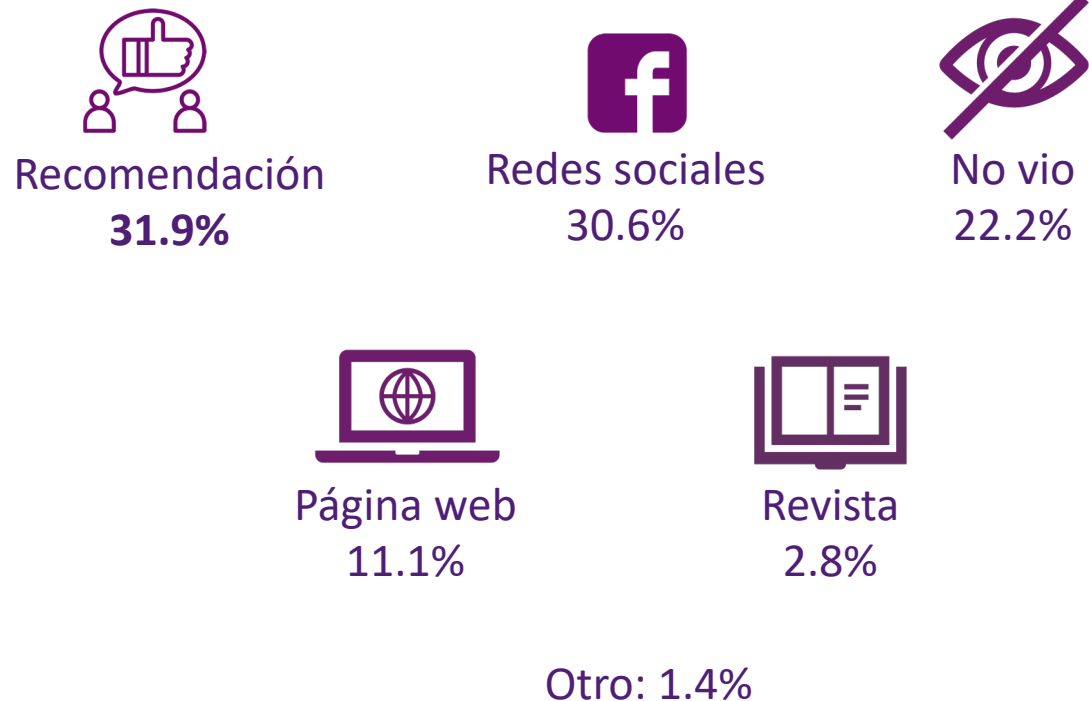 Recomendación
31.9%
Redes sociales
30.6%
No vio
22.2%
Página web
11.1%
Revista
2.8%
Otro: 1.4%